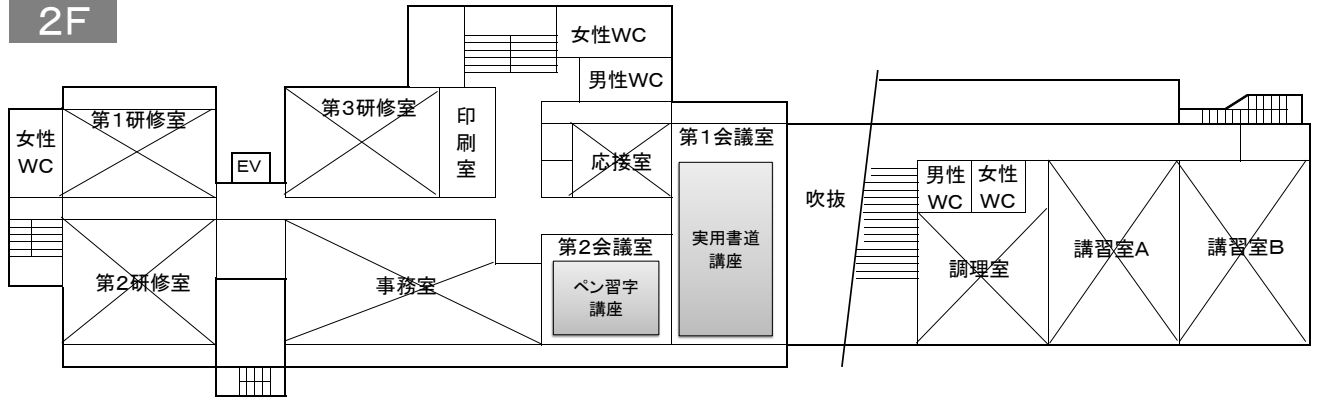 ２F
女性WC
男性WC
第１研修室
第３研修室
印
刷
室
女性
WC
EV
応接室
第１会議室
吹抜
男性
WC
女性
WC
実用書道
講座
第２会議室
ペン習字
講座
第２研修室
事務室
調理室
講習室A
講習室B